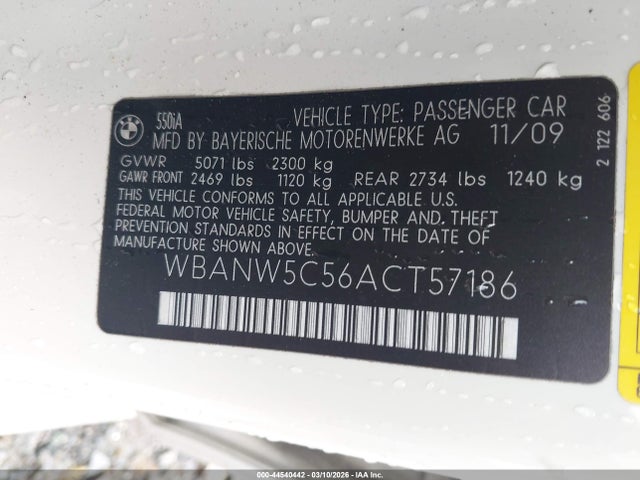 BMW
550iA
VEHICLE TYPE: PASSENGER CAR
MFD BY BAYERISCHE MOTORENWERKE AG 11/09
GVWR 5071 lbs 2300 kg
GAWR FRONT 2469 lbs 1120 kg REAR 2734 lbs 1240 kg
THIS VEHICLE CONFORMS TO ALL APPLICABLE U.S.
FEDERAL MOTOR VEHICLE SAFETY, BUMPER AND. THEFT
PREVENTION STANDARDS IN EFFECT ON THE DATE OF
MANUFACTURE SHOWN ABOVE.
WBANW5C56ACT57186
2 122 606
000-44540442 - 03/10/2026 - IAA Inc.